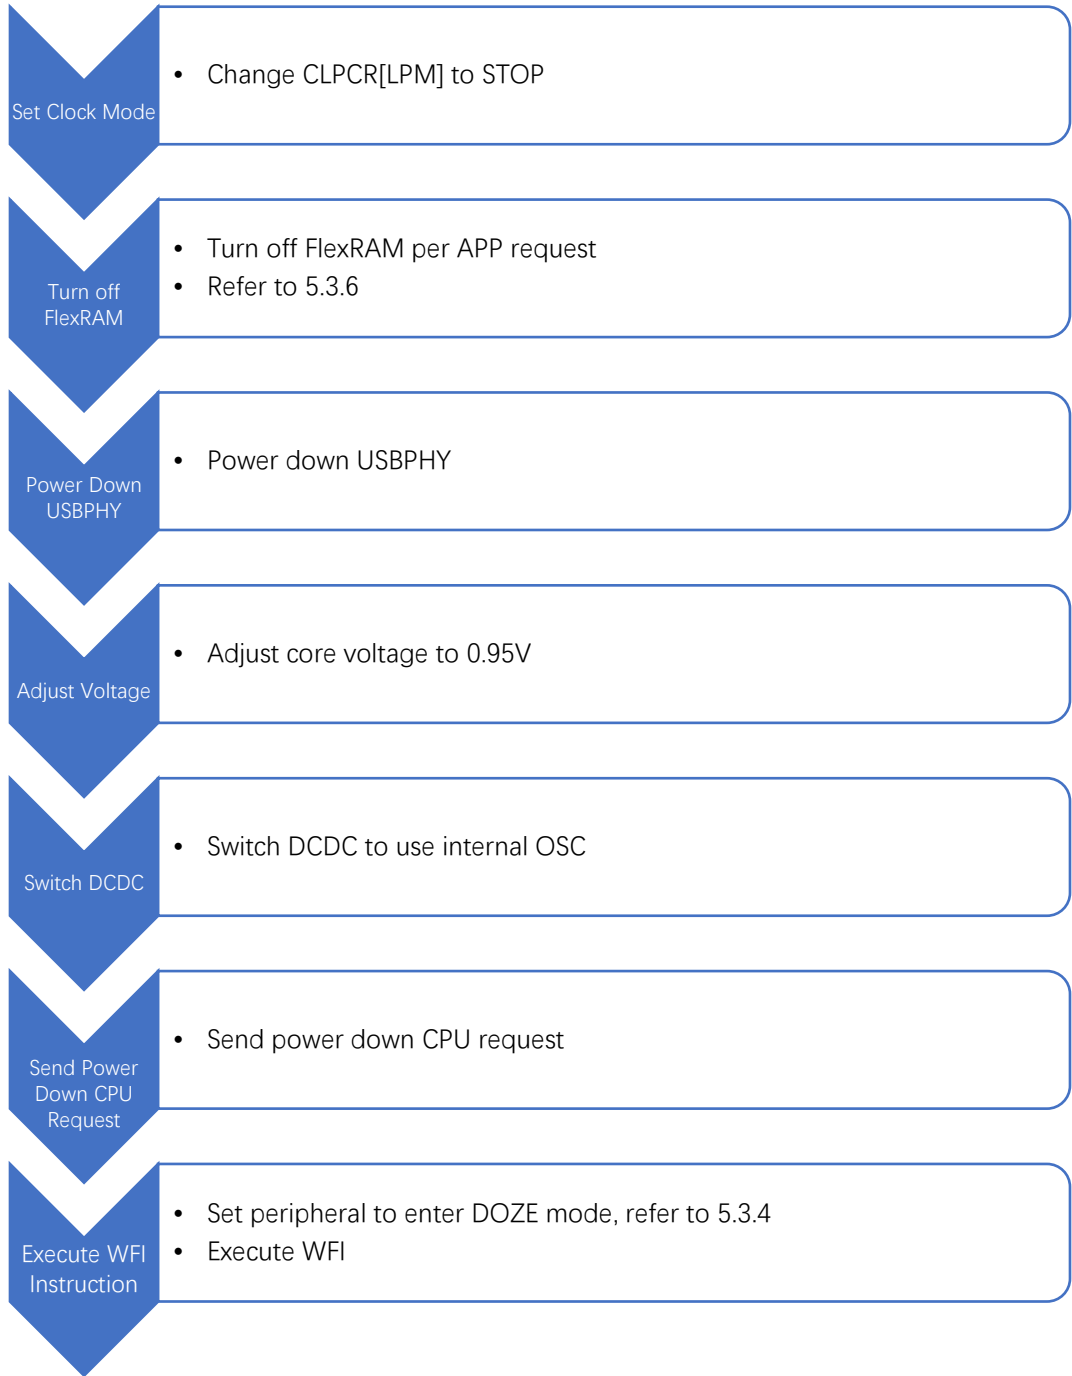 Set Clock Mode
• Change CLPCR[LPM] to STOP
Turn off
FlexRAM
• Turn off FlexRAM per APP request
• Refer to 5.3.6
Power Down
USBPHY
• Power down USBPHY
Adjust Voltage
• Adjust core voltage to 0.95V
Switch DCDC
• Switch DCDC to use internal OSC
Send Power
Down CPU
Request
• Send power down CPU request
Execute WFI
Instruction
• Set peripheral to enter DOZE mode, refer to 5.3.4
• Execute WFI